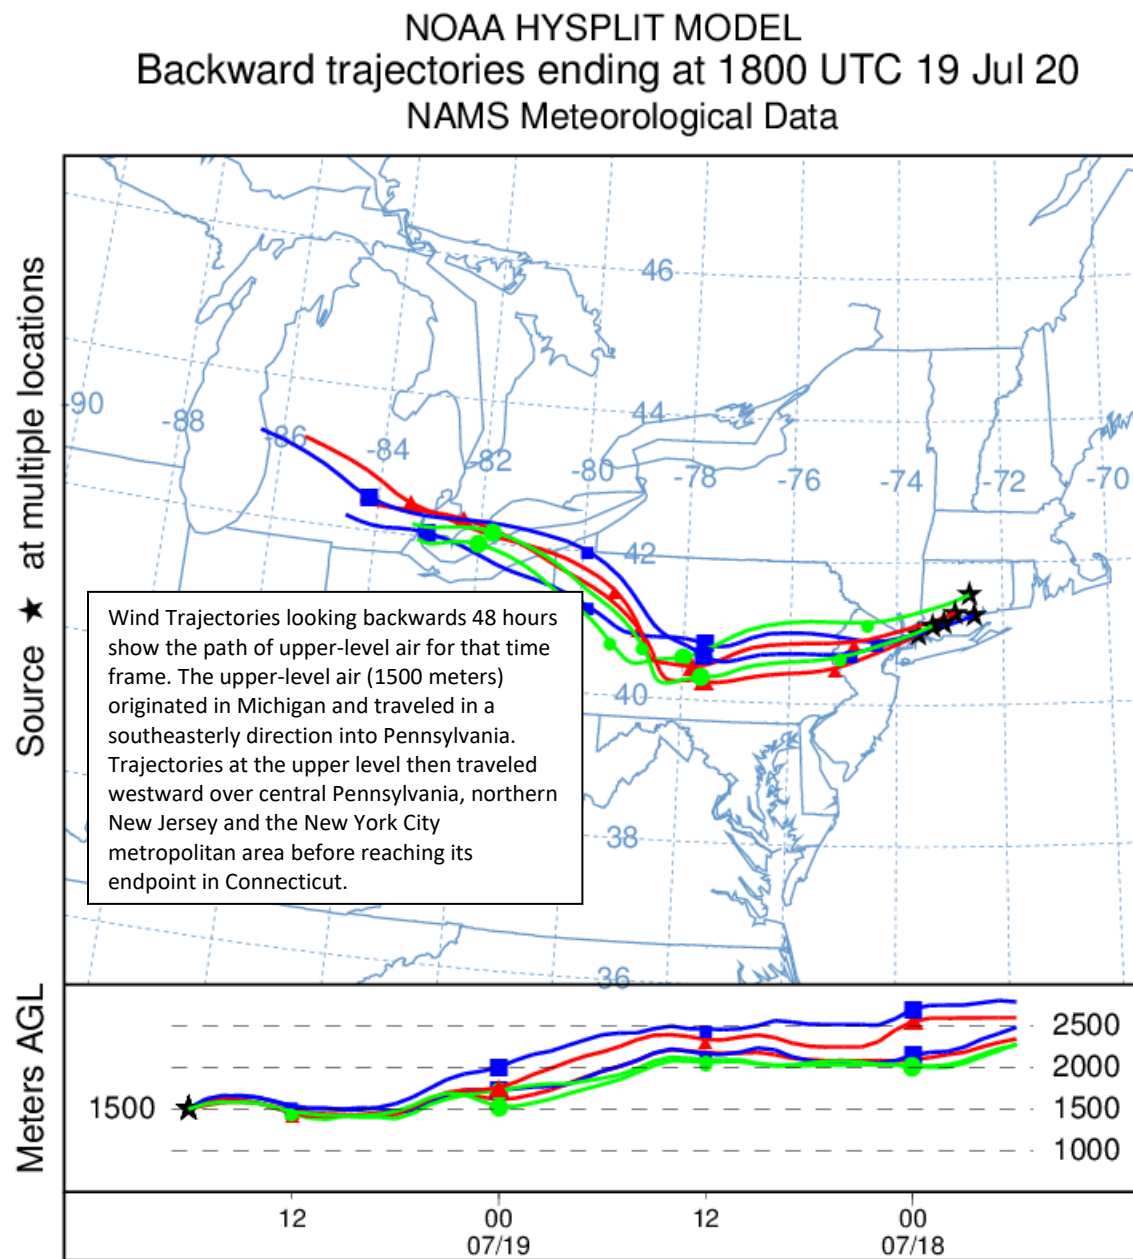 NOAA HYSPLIT MODEL
Backward trajectories ending at 1800 UTC 19 Jul 20
NAMS Meteorological Data
Source ★ at multiple locations
46
44
-90
-88
-86
-84
-82
-80
-78
-76
-74
-72
-70
42
40
38
36
Wind Trajectories looking backwards 48 hours
show the path of upper-level air for that time
frame. The upper-level air (1500 meters)
originated in Michigan and traveled in a
southeasterly direction into Pennsylvania.
Trajectories at the upper level then traveled
westward over central Pennsylvania, northern
New Jersey and the New York City
metropolitan area before reaching its
endpoint in Connecticut.
Meters AGL
1500
2500
2000
1500
1000
12 00 12 00
07/19 07/18